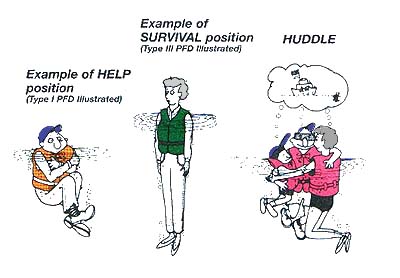 Example of HELP
position
(Type I PFD Illustrated)
Example of
SURVIVAL position
(Type III PFD Illustrated)
HUDDLE